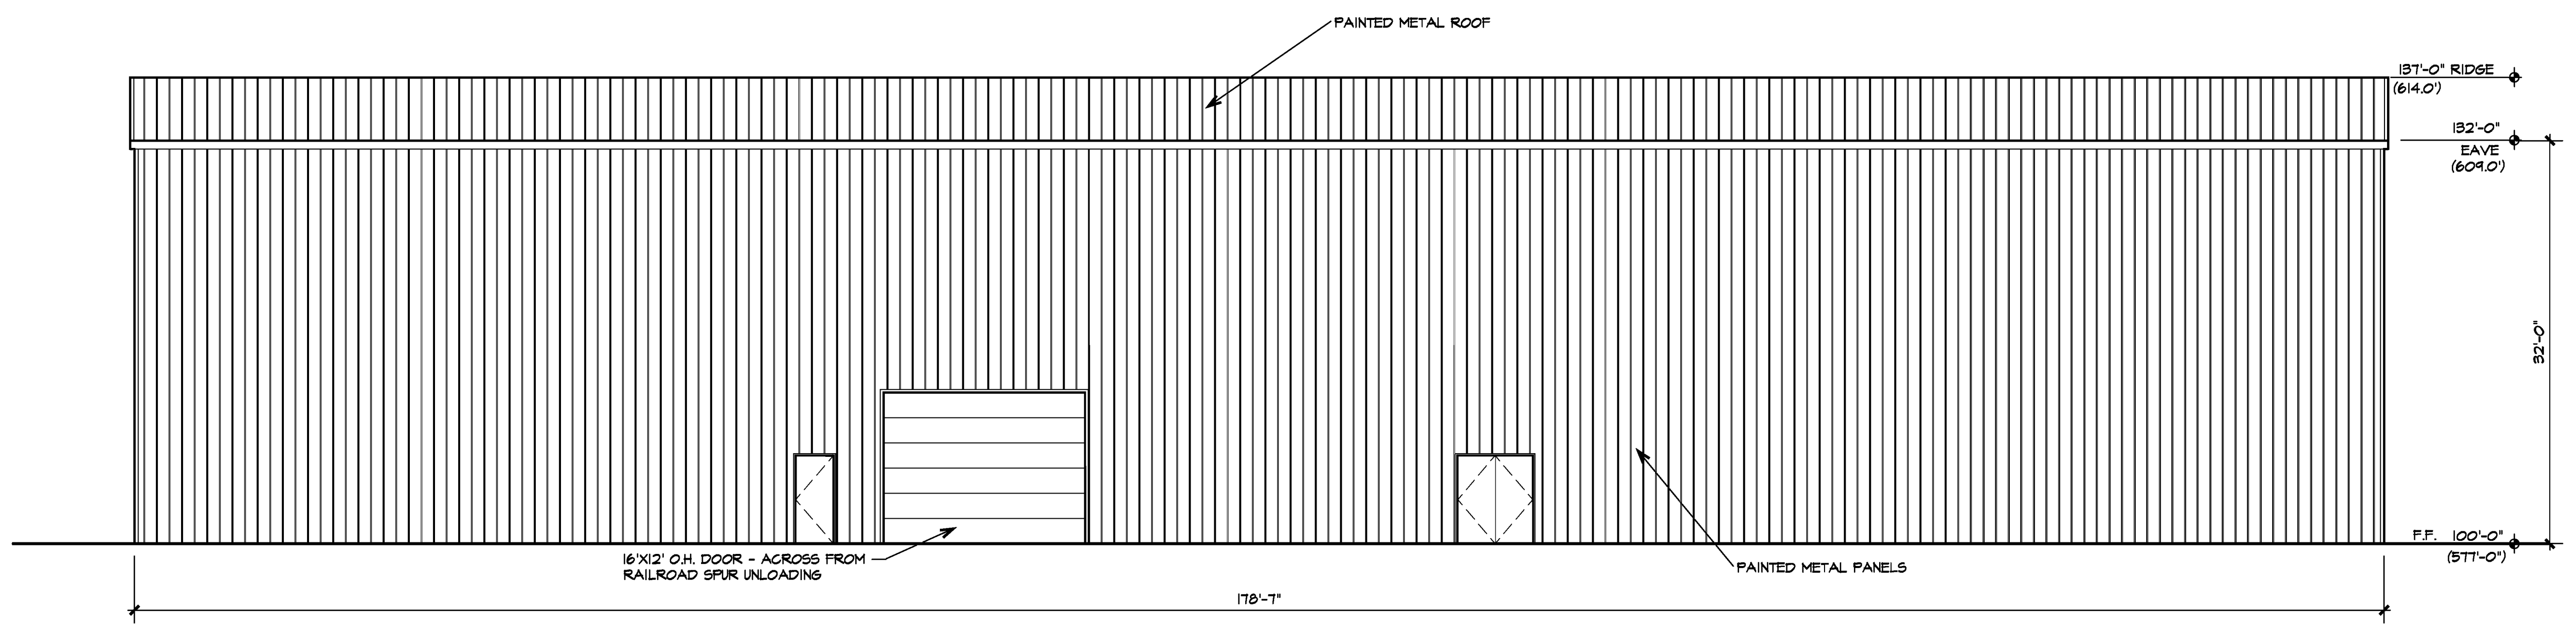 PAINTED METAL ROOF
137'-0" RIDGE
(614.0')
132'-0"
EAVE
(609.0')
32'-0"
F.F. 100'-0"
(577'-0")
16'X12' O.H. DOOR - ACROSS FROM
RAILROAD SPUR UNLOADING
PAINTED METAL PANELS
178'-7"